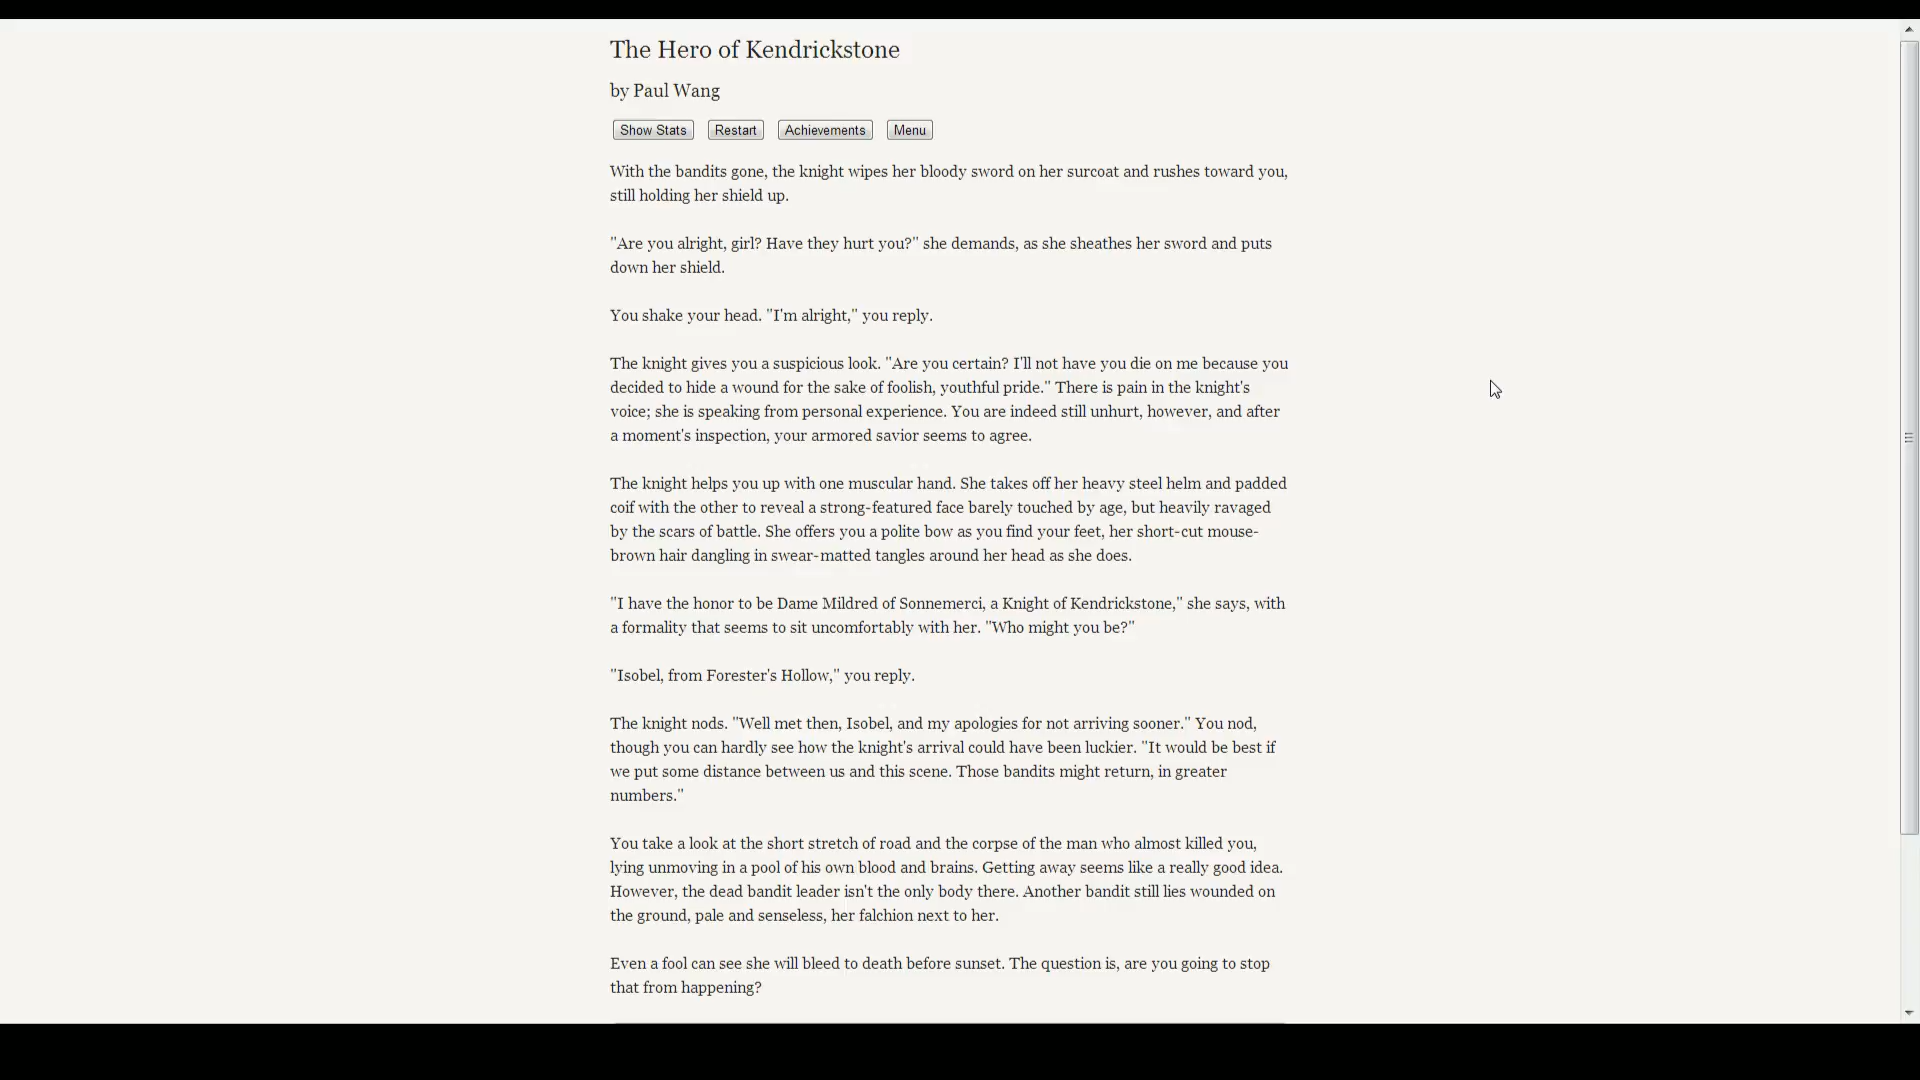 The Hero of Kendrickstone
by Paul Wang
Show Stats Restart Achievements Menu
With the bandits gone, the knight wipes her bloody sword on her surcoat and rushes toward you,
still holding her shield up.
"Are you alright, girl? Have they hurt you?" she demands, as she sheathes her sword and puts
down her shield.
You shake your head. "I'm alright," you reply.
The knight gives you a suspicious look. "Are you certain? I'll not have you die on me because you
decided to hide a wound for the sake of foolish, youthful pride." There is pain in the knight's
voice; she is speaking from personal experience. You are indeed still unhurt, however, and after
a moment's inspection, your armored savior seems to agree.
The knight helps you up with one muscular hand. She takes off her heavy steel helm and padded
coif with the other to reveal a strong-featured face barely touched by age, but heavily ravaged
by the scars of battle. She offers you a polite bow as you find your feet, her short-cut mouse-
brown hair dangling in swear-matted tangles around her head as she does.
"I have the honor to be Dame Mildred of Sonnemerci, a Knight of Kendrickstone," she says, with
a formality that seems to sit uncomfortably with her. "Who might you be?"
"Isobel, from Forester's Hollow," you reply.
The knight nods. "Well met then, Isobel, and my apologies for not arriving sooner." You nod,
though you can hardly see how the knight's arrival could have been luckier. "It would be best if
we put some distance between us and this scene. Those bandits might return, in greater
numbers."
You take a look at the short stretch of road and the corpse of the man who almost killed you,
lying unmoving in a pool of his own blood and brains. Getting away seems like a really good idea.
However, the dead bandit leader isn't the only body there. Another bandit still lies wounded on
the ground, pale and senseless, her falchion next to her.
Even a fool can see she will bleed to death before sunset. The question is, are you going to stop
that from happening?